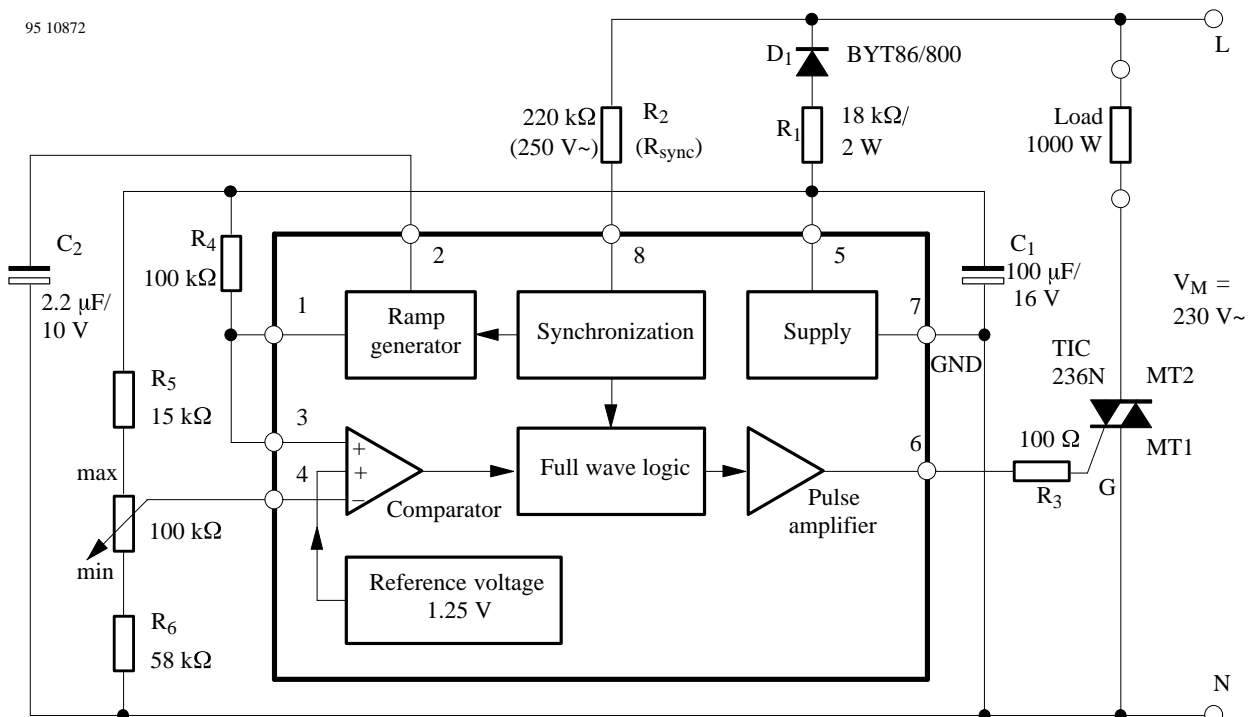 95 10872
L
D1
BYT86/800
220 kΩ
(250 V~)
R2
(Rsync)
R1
18 kΩ/
2 W
Load
1000 W
C2
2.2 μF/
10 V
R4
100 kΩ
2
8
5
C1
100 μF/
16 V
VM =
230 V~
1
Ramp
generator
Synchronization
Supply
7
GND
TIC
236N
MT2
MT1
R5
15 kΩ
3
+
+
−
4
Comparator
Full wave logic
Pulse
amplifier
6
100 Ω
R3
G
max
100 kΩ
min
Reference voltage
1.25 V
R6
58 kΩ
N